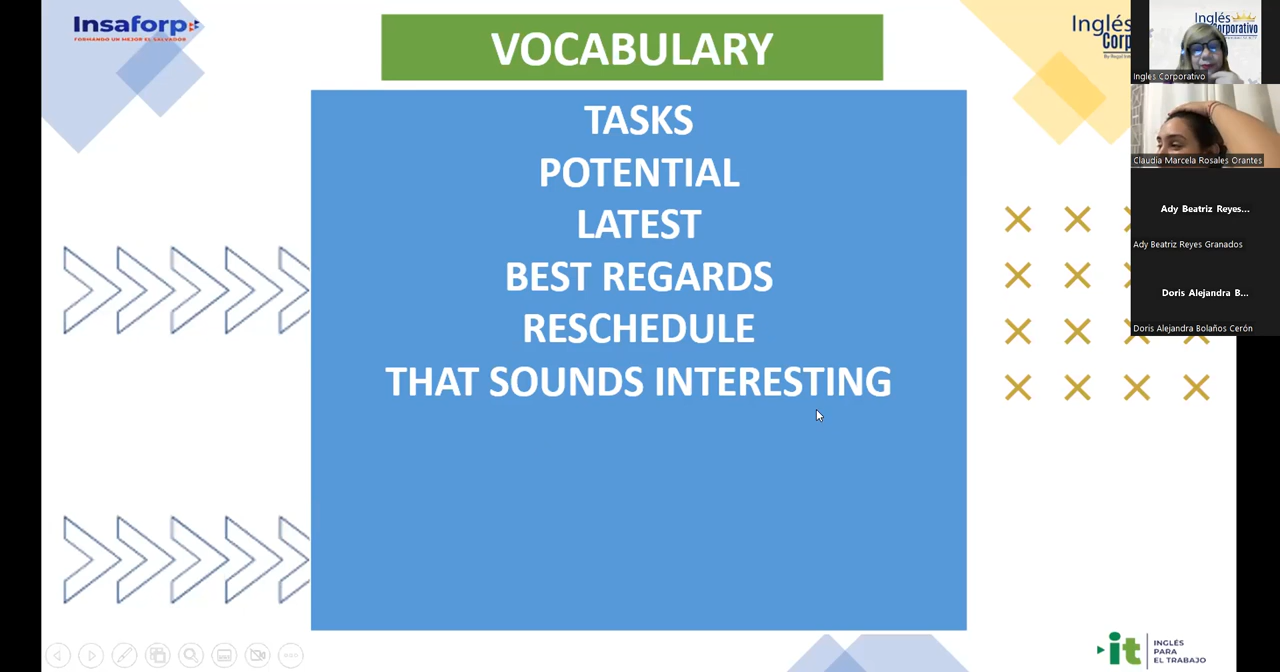 Insaforp
FORMANDO UN MEJOR EL SALVADOR
VOCABULARY
TASKS
POTENTIAL
LATEST
BEST REGARDS
RESCHEDULE
THAT SOUNDS INTERESTING
Inglés
Corp
Inglés
Corporativo
Ingles Corporativo
Claudia Marcela Rosales Orantes
Ady Beatriz Reyes...
Ady Beatriz Reyes Granados
Doris Alejandra B...
Doris Alejandra Bolaños Cerón
it
INGLÉS
PARA
EL TRABAJO